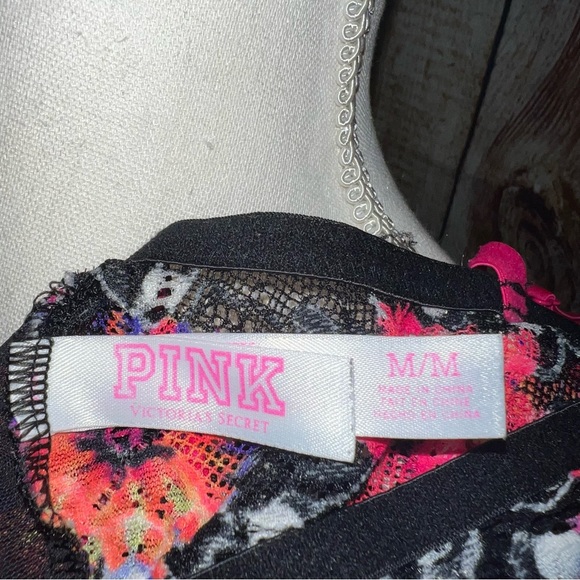 PINK
VICTORIA'S SECRET
M/M
MADE IN CHINA
FAIT EN CHINE
HECHO EN CHINA